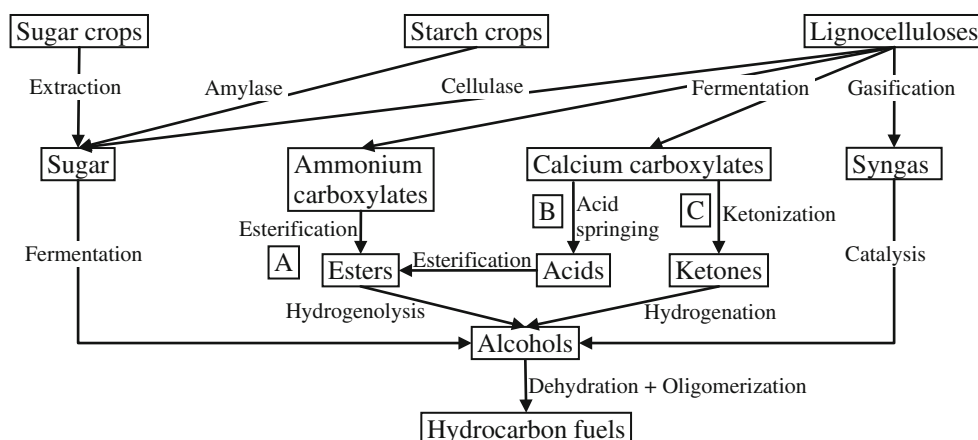 Sugar crops
Starch crops
Lignocelluloses
Extraction
Amylase
Cellulase
Fermentation
Gasification
Sugar
Ammonium
carboxylates
Calcium carboxylates
Syngas
B
Acid
springing
C
Ketonization
Esterification
Fermentation
A
Esters
Esterification
Acids
Ketones
Catalysis
Hydrogenolysis
Hydrogenation
Alcohols
Dehydration + Oligomerization
Hydrocarbon fuels